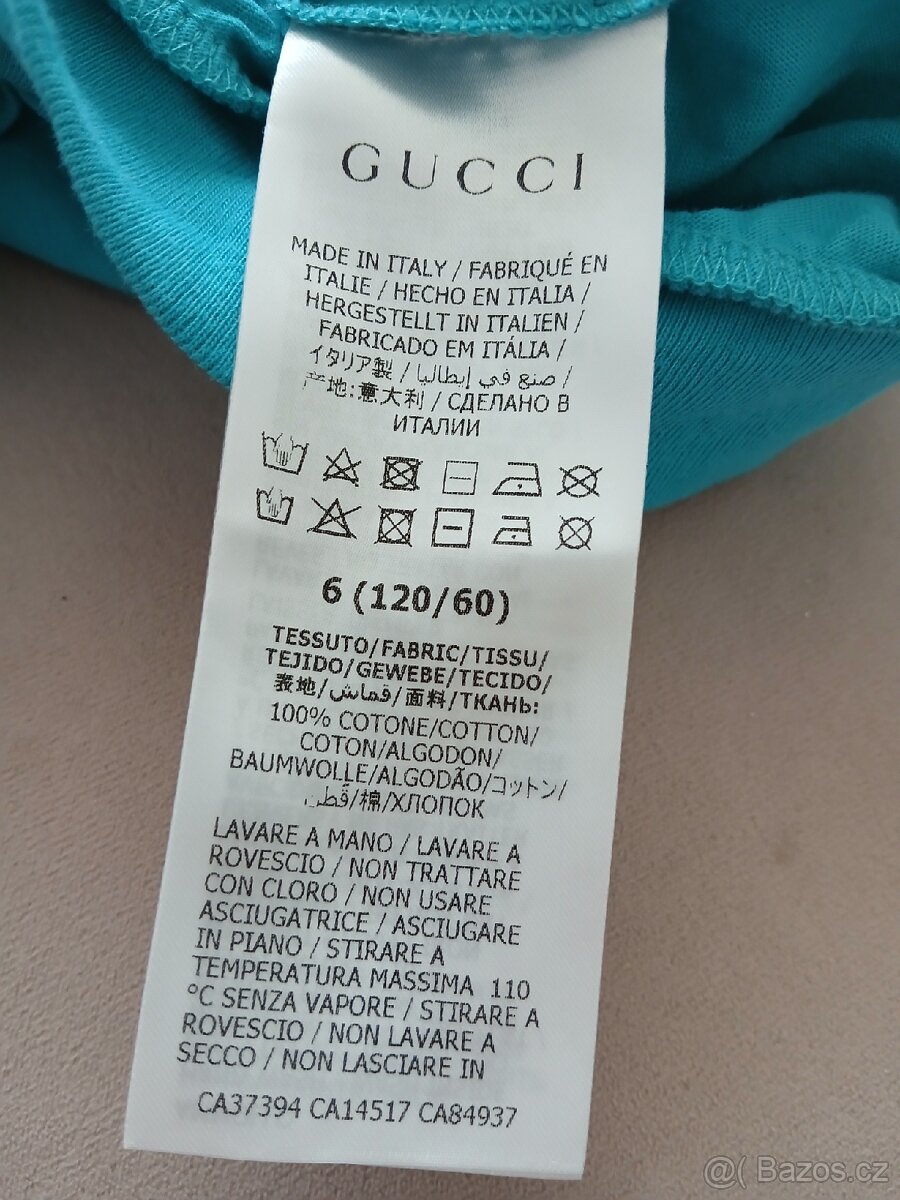 GUCCI
MADE IN ITALY / FABRIQUÉ EN
ITALIE / HECHO EN ITALIA /
HERGESTELLT IN ITALIEN /
FABRICADO EM ITÁLIA /
イタリア製 / صنع في إيطاليا /
产地:意大利 / СДЕЛАНО В
ИТАЛИИ
6 (120/60)
TESSUTO/FABRIC/TISSU/
TEJIDO/GEWEBE/TECIDO/
表地/قماش/面料/ТКАНЬ:
100% COTONE/COTTON/
COTON/ALGODON/
BAUMWOLLE/ALGODÃO/コットン/
قطن/棉/ХЛОПОК
LAVARE A MANO / LAVARE A
ROVESCIO / NON TRATTARE
CON CLORO / NON USARE
ASCIUGATRICE / ASCIUGARE
IN PIANO / STIRARE A
TEMPERATURA MASSIMA 110
°C SENZA VAPORE / STIRARE A
ROVESCIO / NON LAVARE A
SECCO / NON LASCIARE IN
CA37394 CA14517 CA84937
@( Bazos.cz